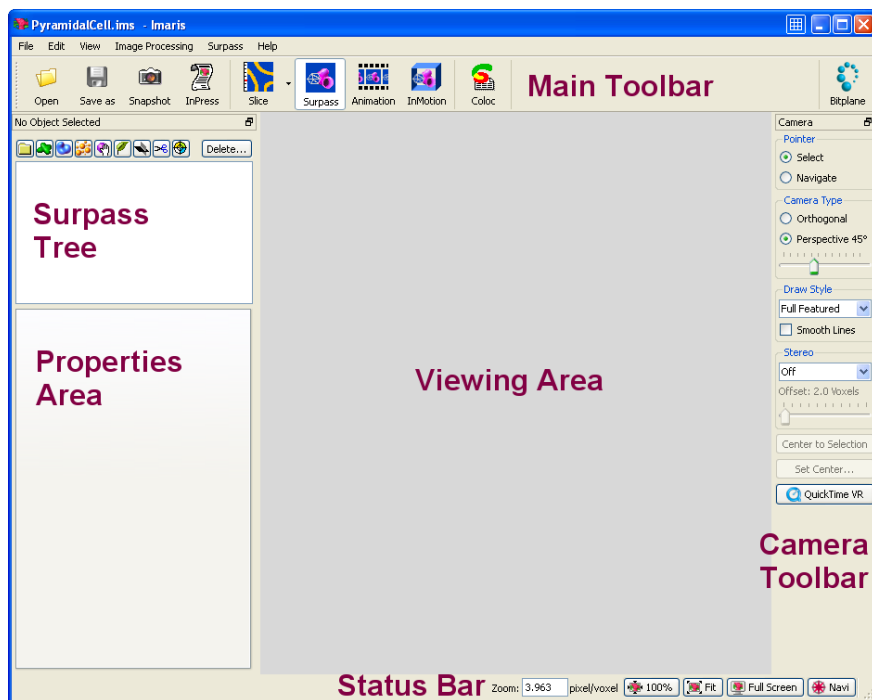 PyramidalCell.ims - Imaris
File Edit View Image Processing Surpass Help
Open Save as Snapshot InPress Slice Surpass Animation InMotion Coloc Main Toolbar Bitplane
No Object Selected
Delete...
Surpass
Tree
Properties
Area
Viewing Area
Camera
Pointer
Select
Navigate
Camera Type
Orthogonal
Perspective 45°
Draw Style
Full Featured
Smooth Lines
Stereo
Off
Offset: 2.0 Voxels
Center to Selection
Set Center...
QuickTime VR
Camera
Toolbar
Status Bar Zoom: 3.963 pixel/voxel 100% Fit Full Screen Navi